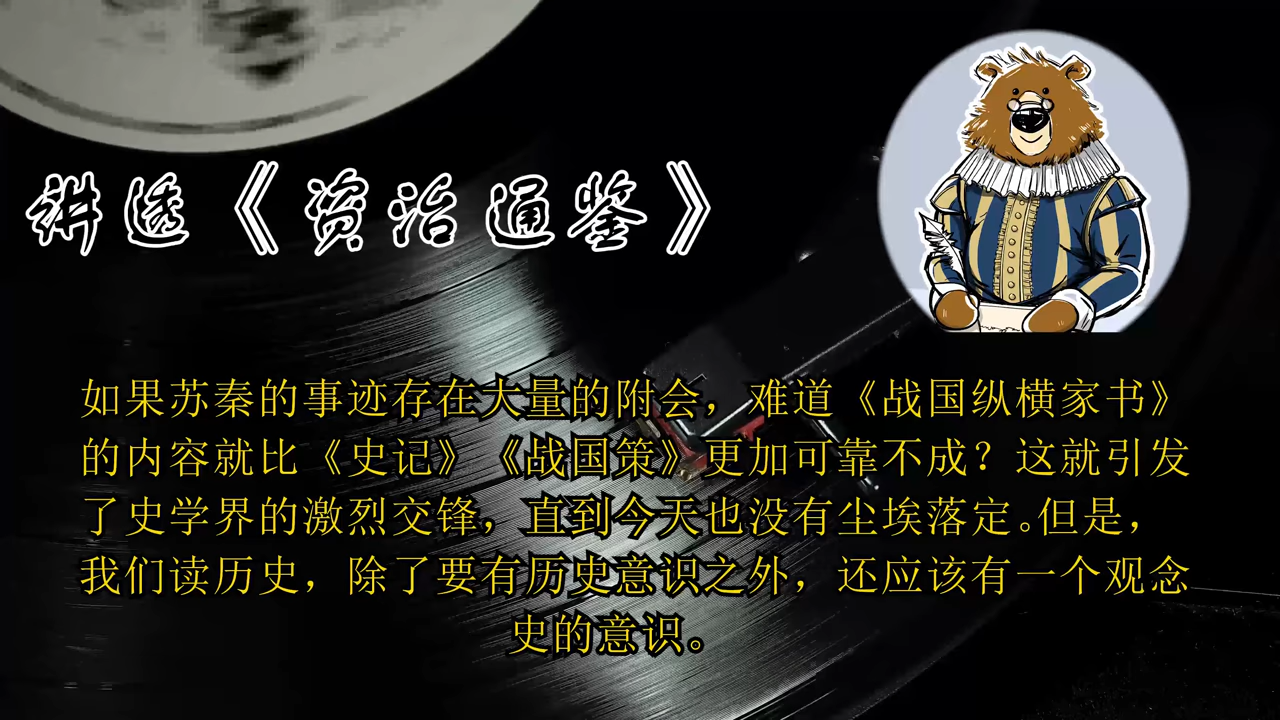 讲透《资治通鉴》
如果苏秦的事迹存在大量的附会，难道《战国纵横家书》
的内容就比《史记》《战国策》更加可靠不成？这就引发
了史学界的激烈交锋，直到今天也没有尘埃落定。但是，
我们读历史，除了要有历史意识之外，还应该有一个观念
史的意识。